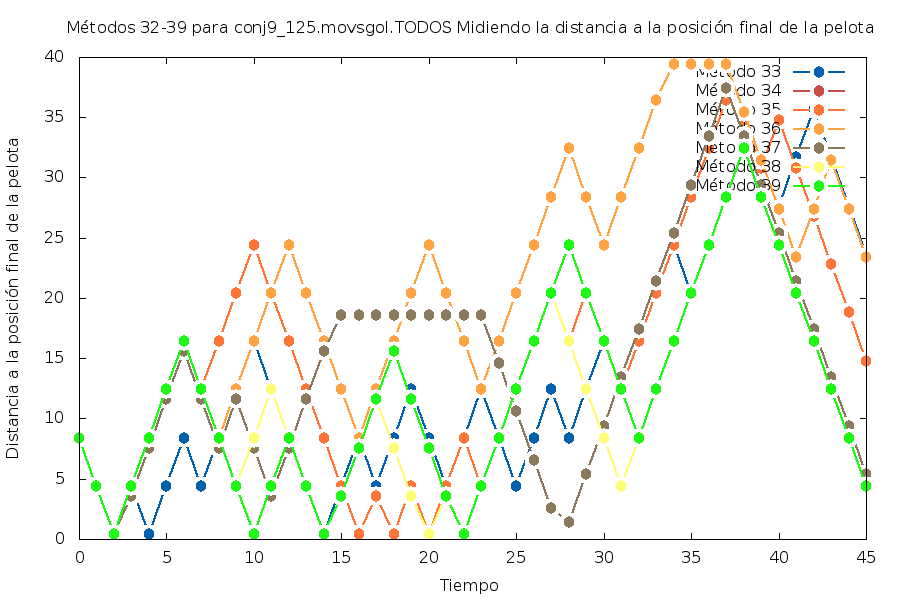 Métodos 32-39 para conj9_125.movsgol.TODOS Midiendo la distancia a la posición final de la pelota
Distancia a la posición final de la pelota
40
35
30
25
20
15
10
5
0
Método 33
Método 34
Método 35
Método 36
Método 37
Método 38
Método 39
0 5 10 15 20 25 30 35 40 45
Tiempo